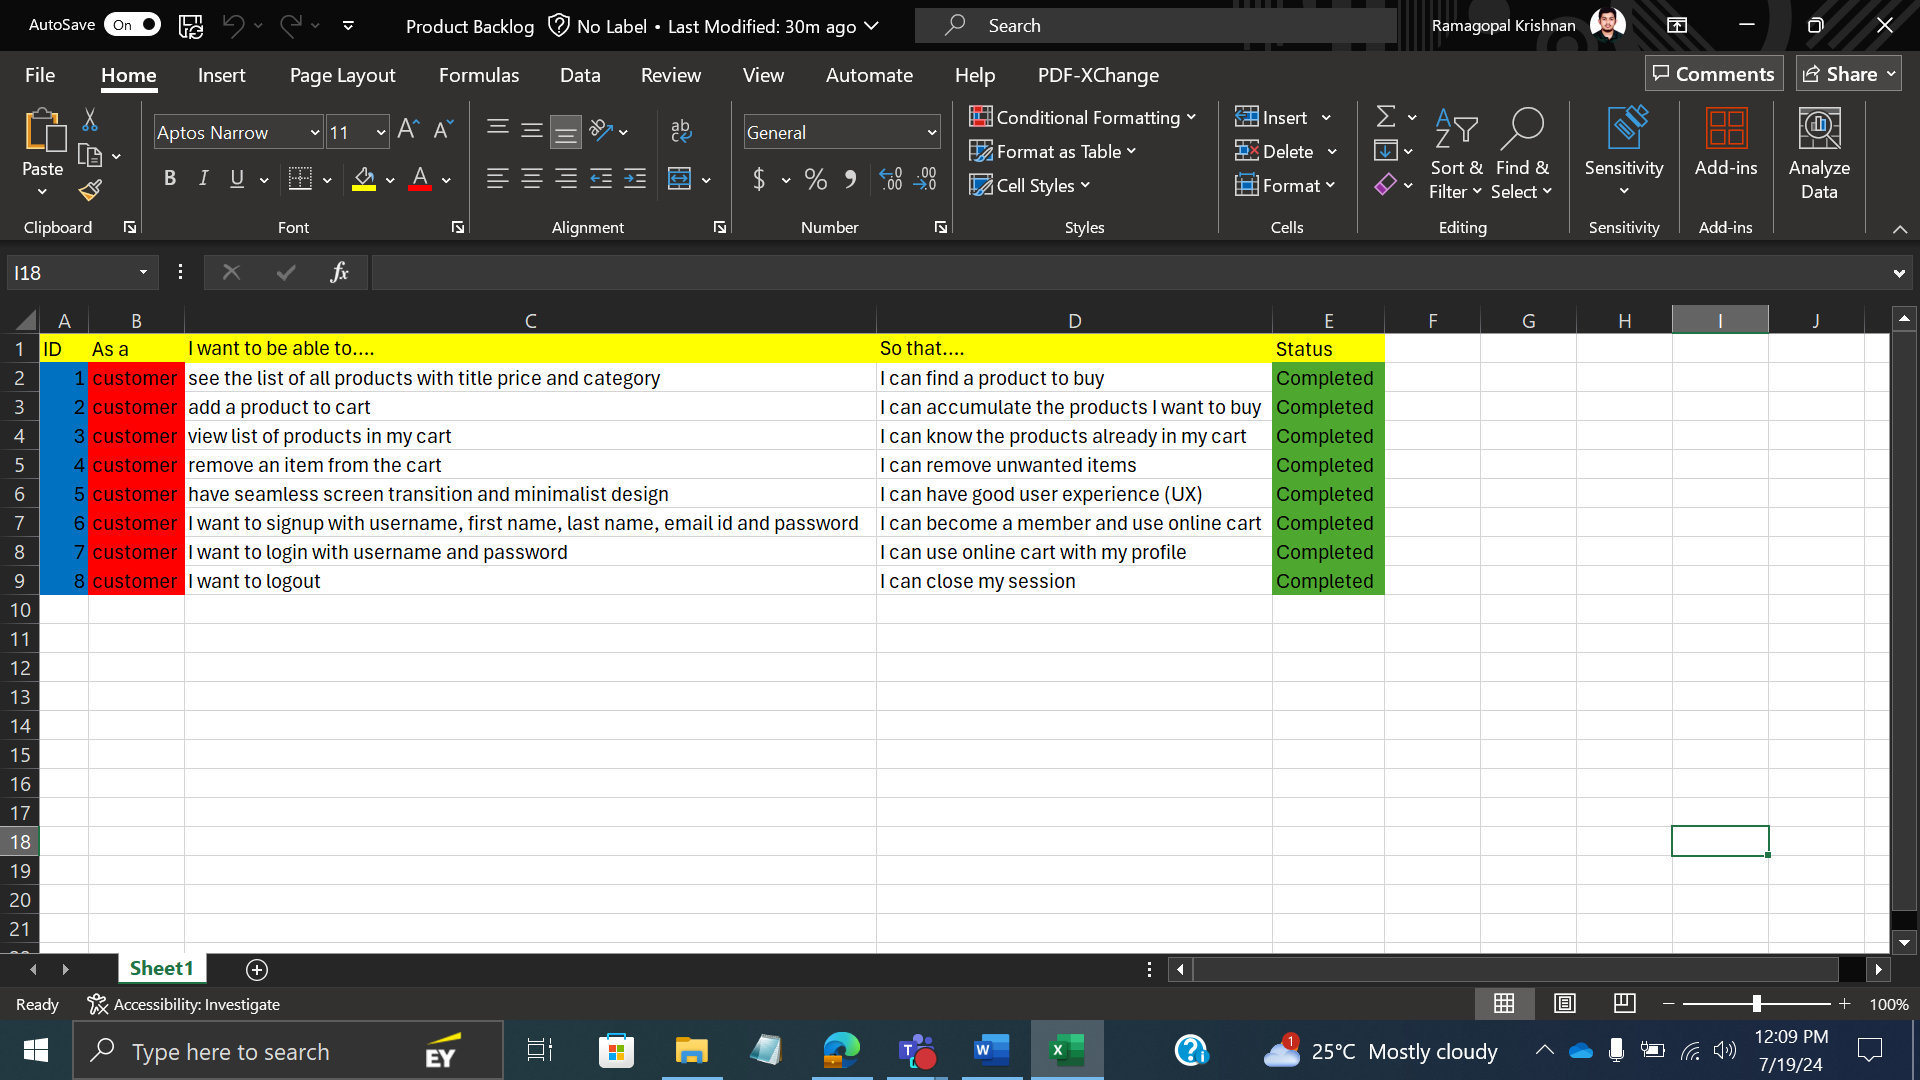 AutoSave On Product Backlog No Label • Last Modified: 30m ago Search Ramagopal Krishnan
File Home Insert Page Layout Formulas Data Review View Automate Help PDF-XChange Comments Share
Paste Aptos Narrow 11 General Conditional Formatting Format as Table Cell Styles Insert Delete Format Sort & Filter Find & Select Sensitivity Add-ins Analyze Data
Clipboard Font Alignment Number Styles Cells Editing Sensitivity Add-ins
I18 fx
A B C D E F G H I J
1 ID As a I want to be able to.... So that.... Status
2 1 customer see the list of all products with title price and category I can find a product to buy Completed
3 2 customer add a product to cart I can accumulate the products I want to buy Completed
4 3 customer view list of products in my cart I can know the products already in my cart Completed
5 4 customer remove an item from the cart I can remove unwanted items Completed
6 5 customer have seamless screen transition and minimalist design I can have good user experience (UX) Completed
7 6 customer I want to signup with username, first name, last name, email id and password I can become a member and use online cart Completed
8 7 customer I want to login with username and password I can use online cart with my profile Completed
9 8 customer I want to logout I can close my session Completed
10
11
12
13
14
15
16
17
18
19
20
21
Sheet1
Ready Accessibility: Investigate 100%
Type here to search EY 1 25°C Mostly cloudy 12:09 PM
7/19/24